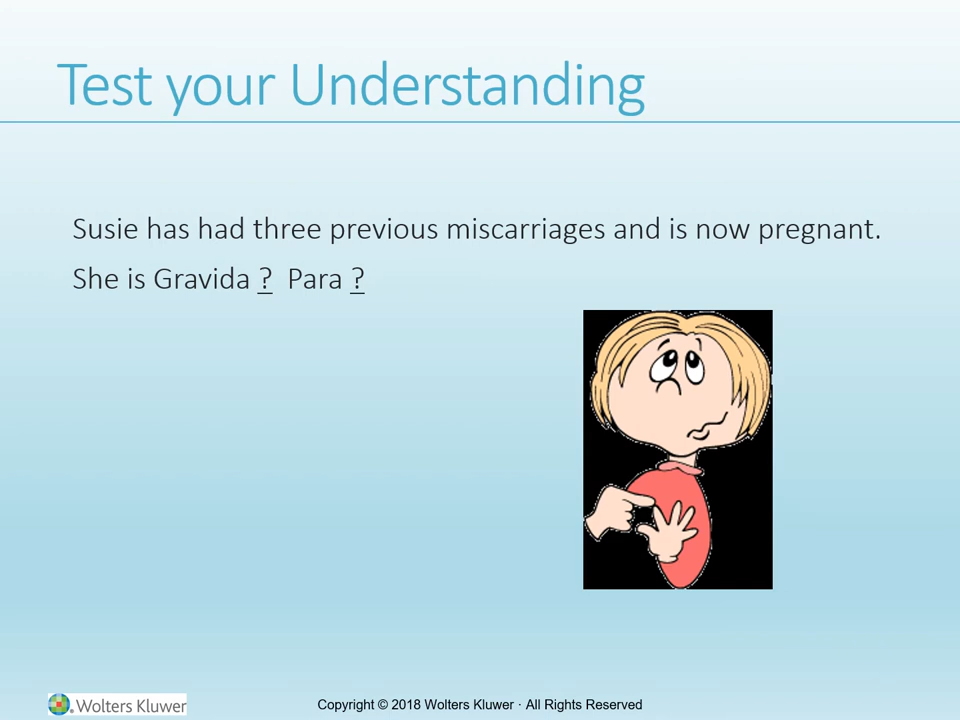 Test your Understanding
Susie has had three previous miscarriages and is now pregnant.
She is Gravida ? Para ?
Wolters Kluwer
Copyright © 2018 Wolters Kluwer · All Rights Reserved